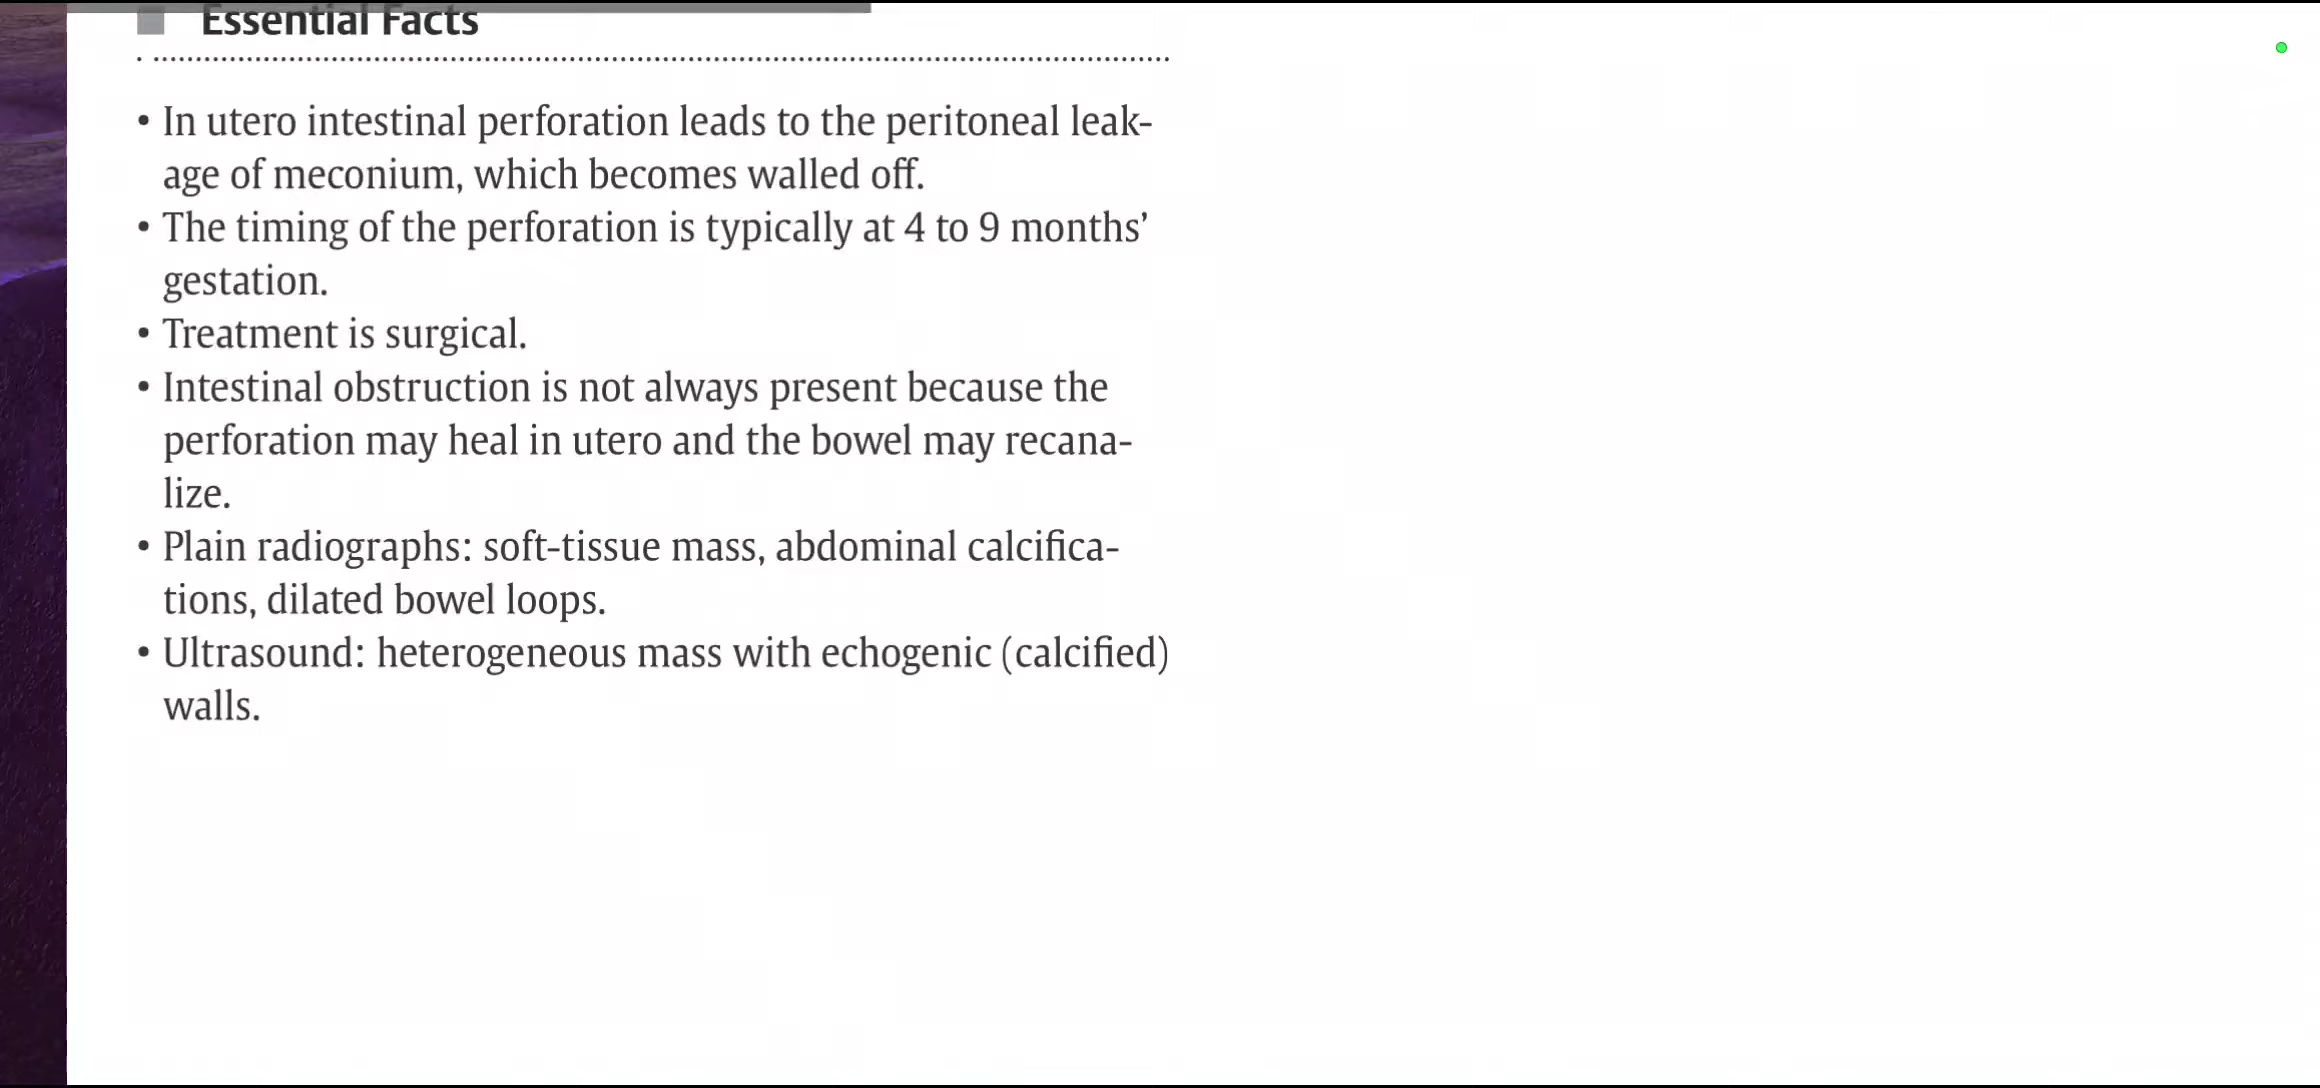 Essential Facts
• In utero intestinal perforation leads to the peritoneal leak-
age of meconium, which becomes walled off.
• The timing of the perforation is typically at 4 to 9 months’
gestation.
• Treatment is surgical.
• Intestinal obstruction is not always present because the
perforation may heal in utero and the bowel may recana-
lize.
• Plain radiographs: soft-tissue mass, abdominal calcifica-
tions, dilated bowel loops.
• Ultrasound: heterogeneous mass with echogenic (calcified)
walls.